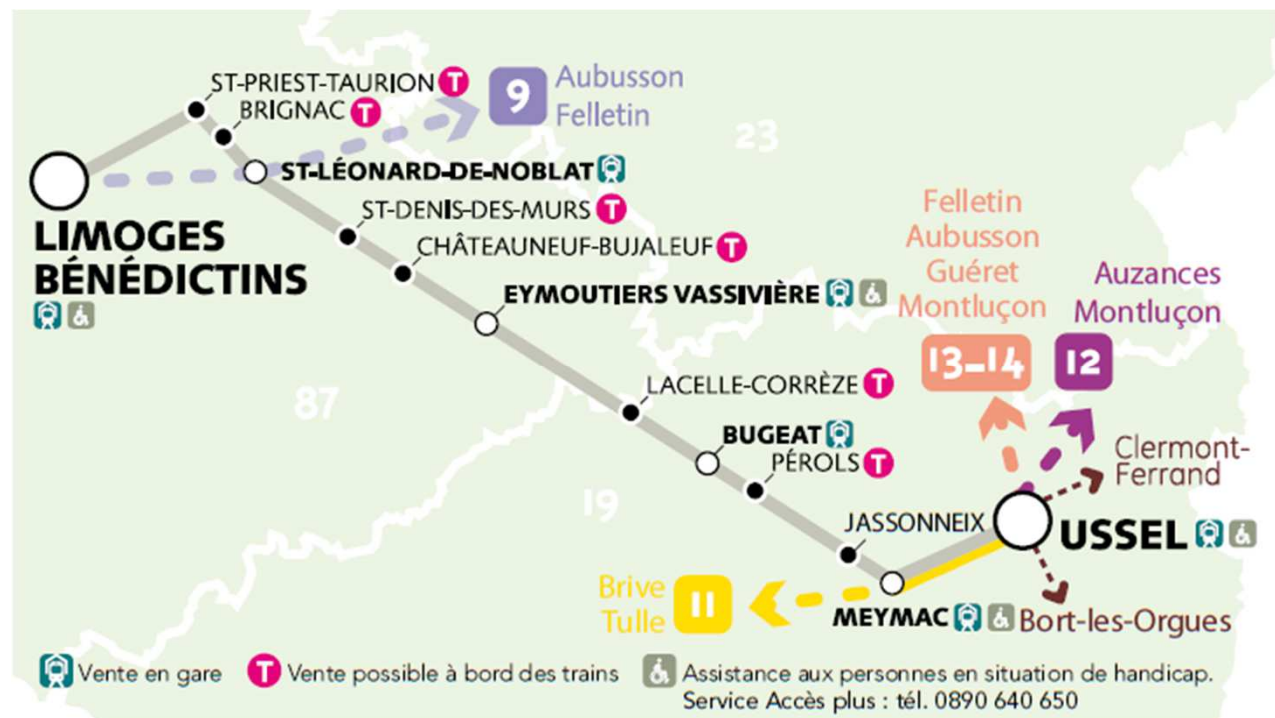 ST-PRIEST-TAURION T
BRIGNAC T
9
Aubusson
Felletin
23
ST-LÉONARD-DE-NOBLAT
LIMOGES
BÉNÉDICTINS
ST-DENIS-DES-MURS T
CHÂTEAUNEUF-BUJALEUF T
EYMOUTIERS VASSIVIÈRE
Felletin
Aubusson
Guéret
Montluçon
13-14
Auzances
Montluçon
12
87
LACELLE-CORRÈZE T
BUGEAT
PÉROLS T
Clermont-
Ferrand
19
JASSONNEIX
USSEL
Brive
Tulle
11
MEYMAC
Bort-les-Orgues
Vente en gare
T Vente possible à bord des trains
Assistance aux personnes en situation de handicap.
Service Accès plus : tél. 0890 640 650